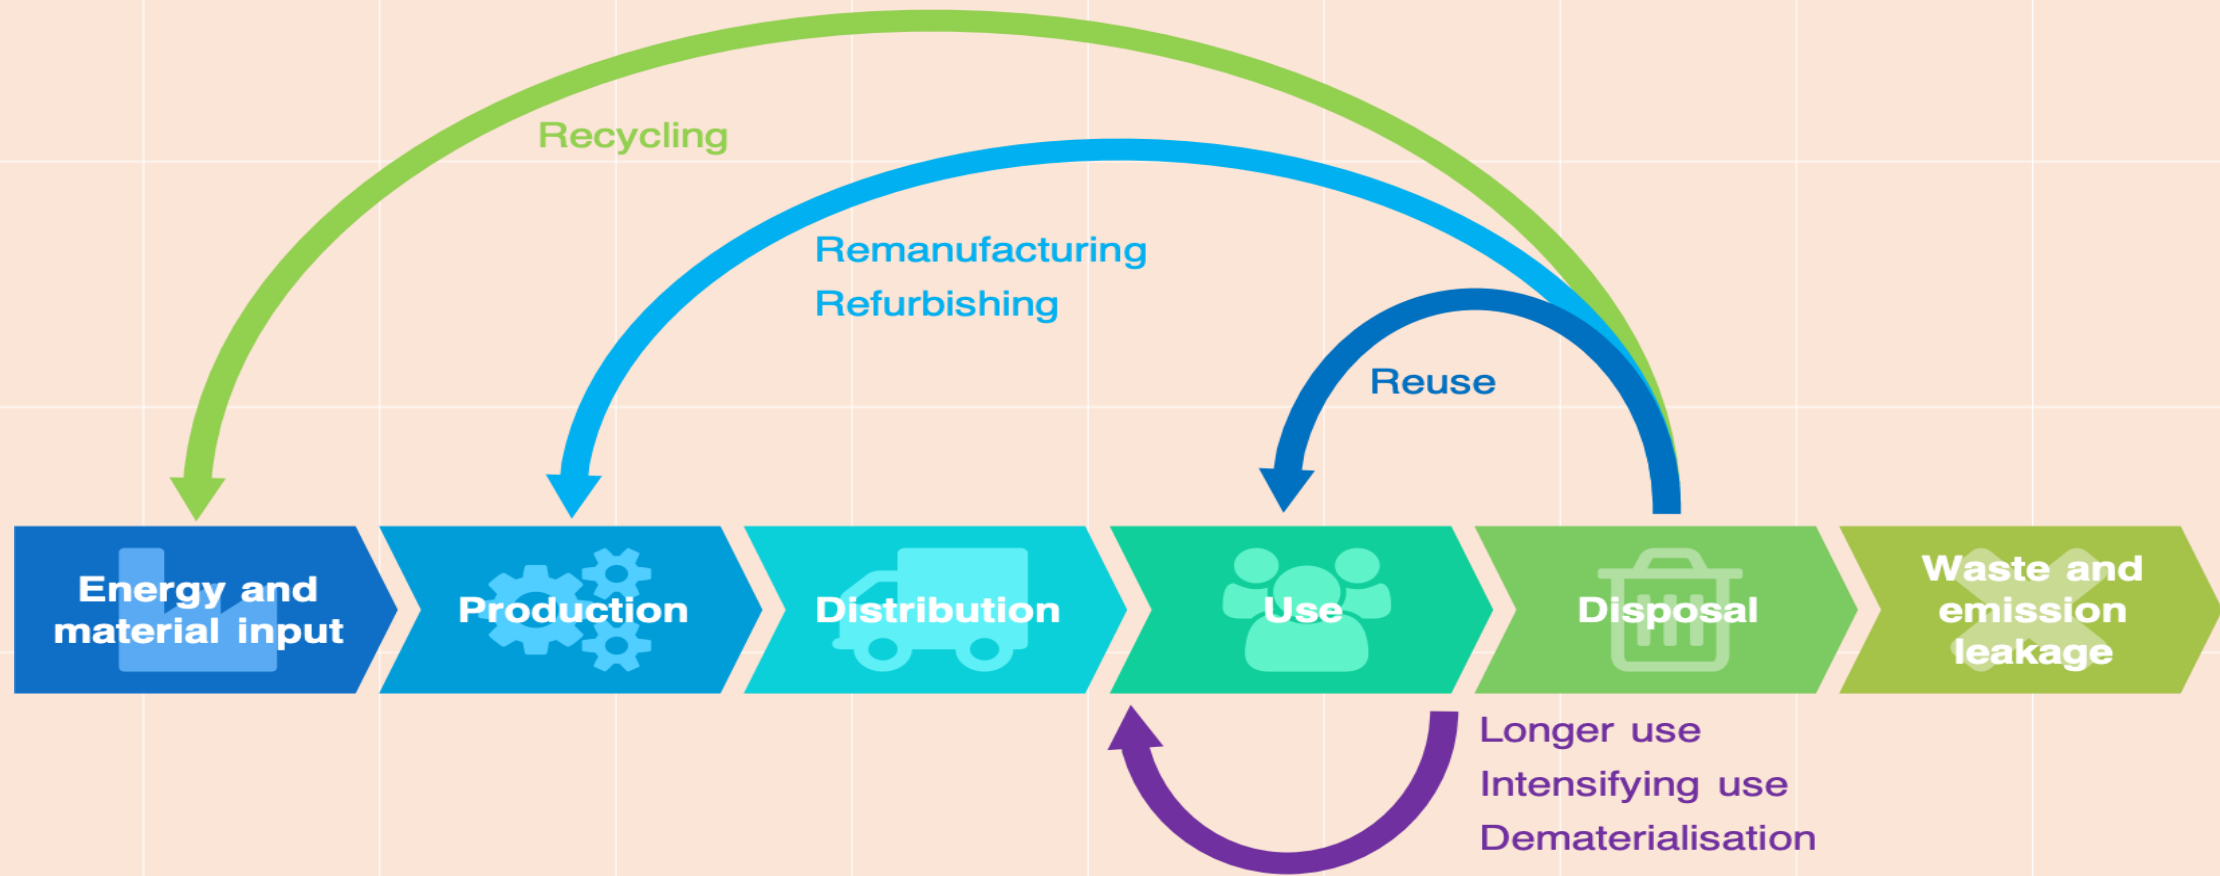 Recycling
Remanufacturing
Refurbishing
Reuse
Energy and
material input
Production
Distribution
Use
Disposal
Waste and
emission
leakage
Longer use
Intensifying use
Dematerialisation